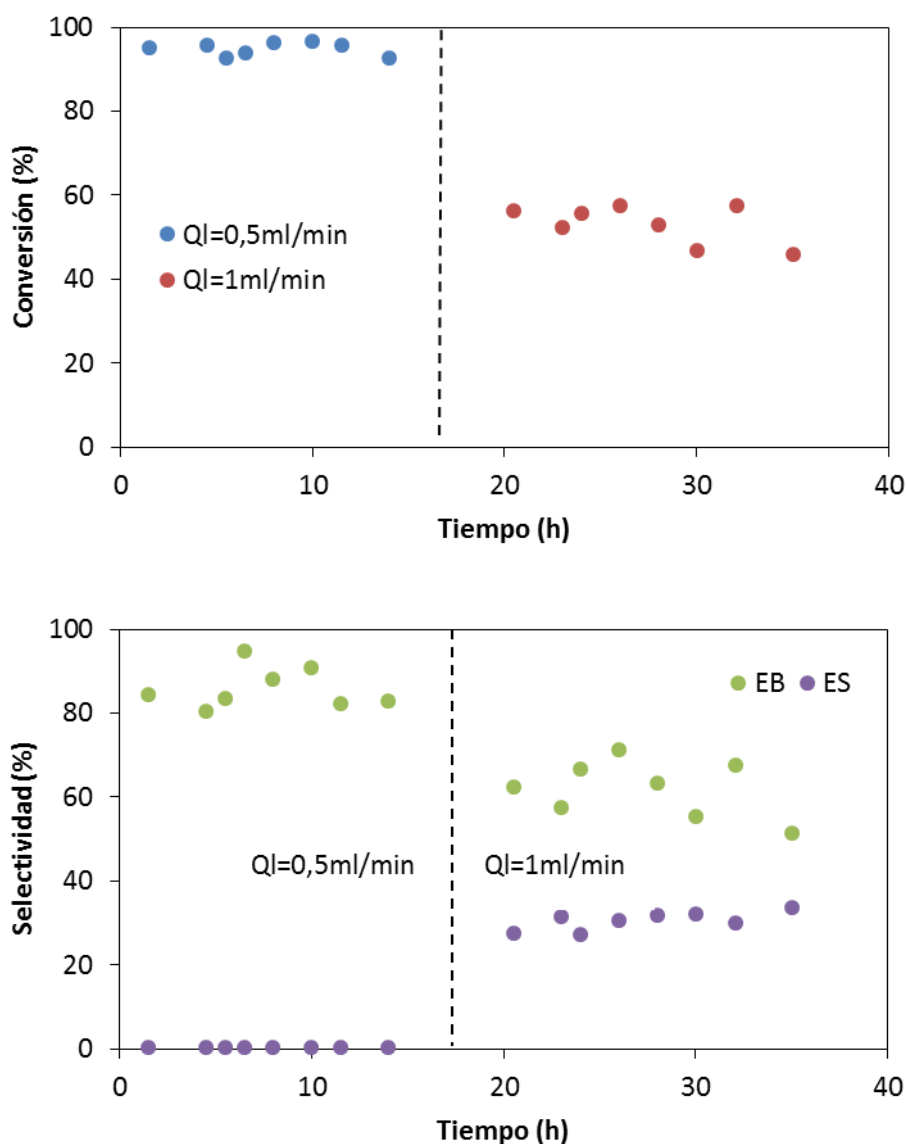 100
80
60
40
20
0
Conversión (%)
Ql=0,5ml/min
Ql=1ml/min
0 10 20 30 40
Tiempo (h)
100
80
60
40
20
0
Selectividad (%)
EB ES
Ql=0,5ml/min Ql=1ml/min
0 10 20 30 40
Tiempo (h)